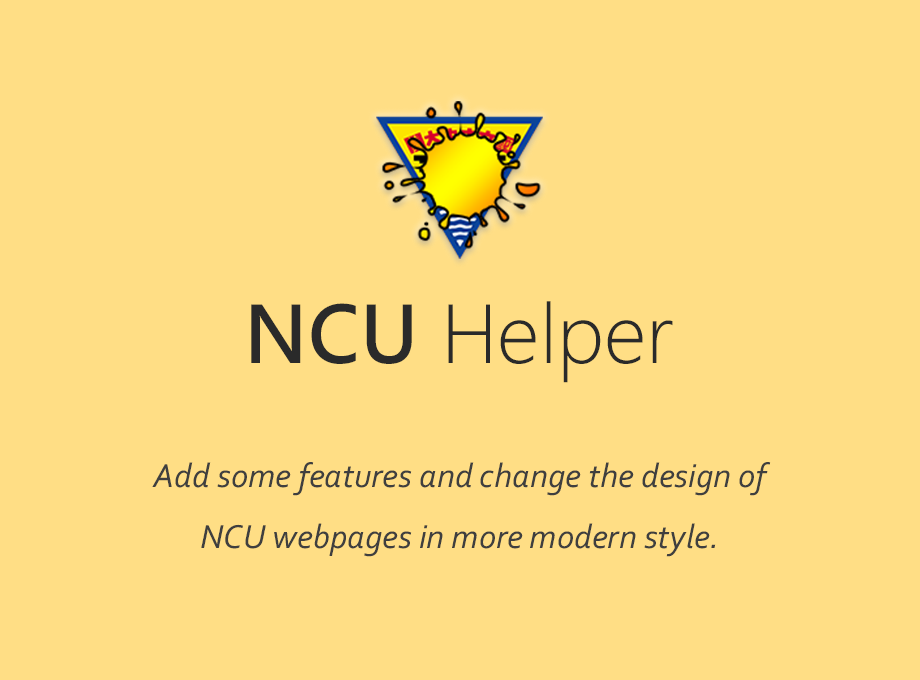 NCU Helper
Add some features and change the design of
NCU webpages in more modern style.